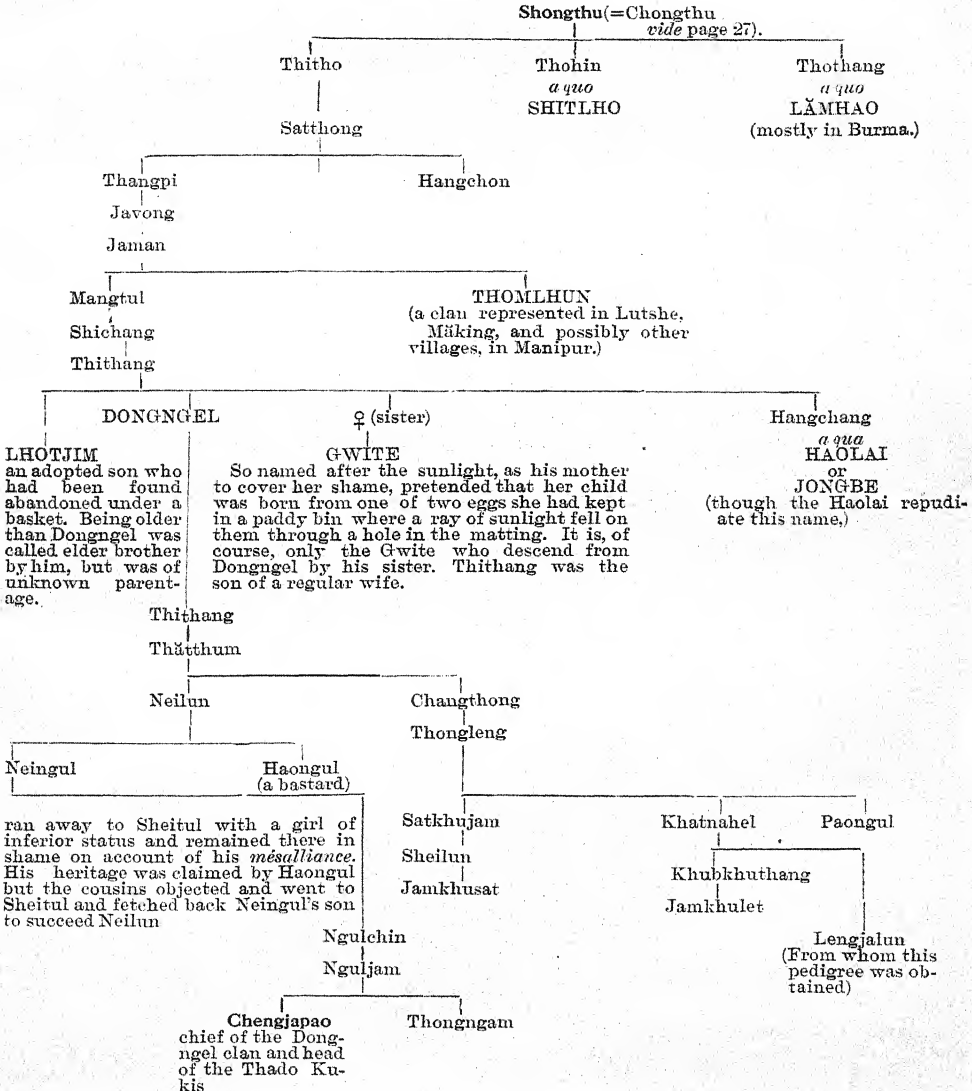 Shongthu(=Chongthu
vide page 27).
Thitho
Thohin
Thothang
a quo
a quo
SHITLHO
LĂMHAO
(mostly in Burma.)
Satthong
Thangpi
Hangchon
Javong
Jaman
Mangtul
THOMLHUN
(a clan represented in Lutshe,
Măking, and possibly other
villages, in Manipur.)
Shichang
Thithang
DONGNGEL
♀ (sister)
Hangchang
LHOTJIM
an adopted son who
had been found
abandoned under a
basket. Being older
than Dongngel was
called elder brother
by him, but was of
unknown parent-
age.
GWITE
So named after the sunlight, as his mother
to cover her shame, pretended that her child
was born from one of two eggs she had kept
in a paddy bin where a ray of sunlight fell on
them through a hole in the matting. It is, of
course, only the Gwite who descend from
Dongngel by his sister. Thithang was the
son of a regular wife.
a qua
HAOLAI
or
JONGBE
(though the Haolai repudi-
ate this name,)
Thithang
Thătthum
Neilun
Changthong
Thongleng
Neingul
Haongul
(a bastard)
ran away to Sheitul with a girl of
inferior status and remained there in
shame on account of his mésalliance.
His heritage was claimed by Haongul
but the cousins objected and went to
Sheitul and fetched back Neingul's son
to succeed Neilun
Satkhujam
Khatnahel
Paongul
Sheilun
Khubkhuthang
Jamkhusat
Jamkhulet
Lengjalun
(From whom this
pedigree was ob-
tained)
Ngulchin
Nguljam
Chengjapao
chief of the Dong-
ngel clan and head
of the Thado Ku-
kis
Thongngam